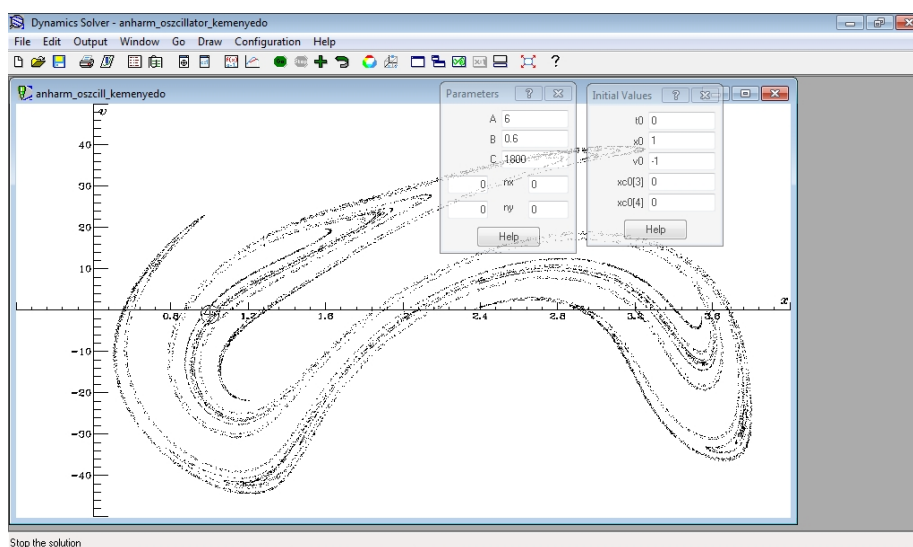 Dynamics Solver - anharm_oszcillator_kemenyedo
File Edit Output Window Go Draw Configuration Help
anharm_oszcill_kemenyedo
Parameters
A 6
B 0.6
C 1800
0 nx 0
0 ny 0
Help
Initial Values
t0 0
x0 1
v0 -1
xc0[3] 0
xc0[4] 0
Help
v
40
30
20
10
-10
-20
-30
-40
0.8 1.2 1.6 2 2.4 2.8 3.2 3.6 x
Stop the solution